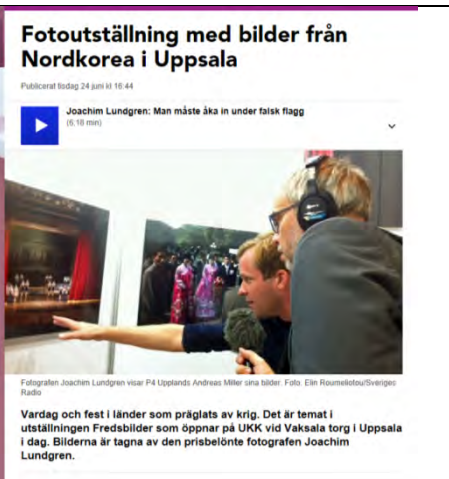 Fotoutställning med bilder från
Nordkorea i Uppsala
Publicerat tisdag 24 juni kl 16:44
Joachim Lundgren: Man måste åka in under falsk flagg
(6:18 min)
Fotografen Joachim Lundgren visar P4 Upplands Andreas Miller sina bilder. Foto: Elin Roumeliotou/Sveriges
Radio
Vardag och fest i länder som präglats av krig. Det är temat i
utställningen Fredsbilder som öppnar på UKK vid Vaksala torg i Uppsala
i dag. Bilderna är tagna av den prisbelönte fotografen Joachim
Lundgren.